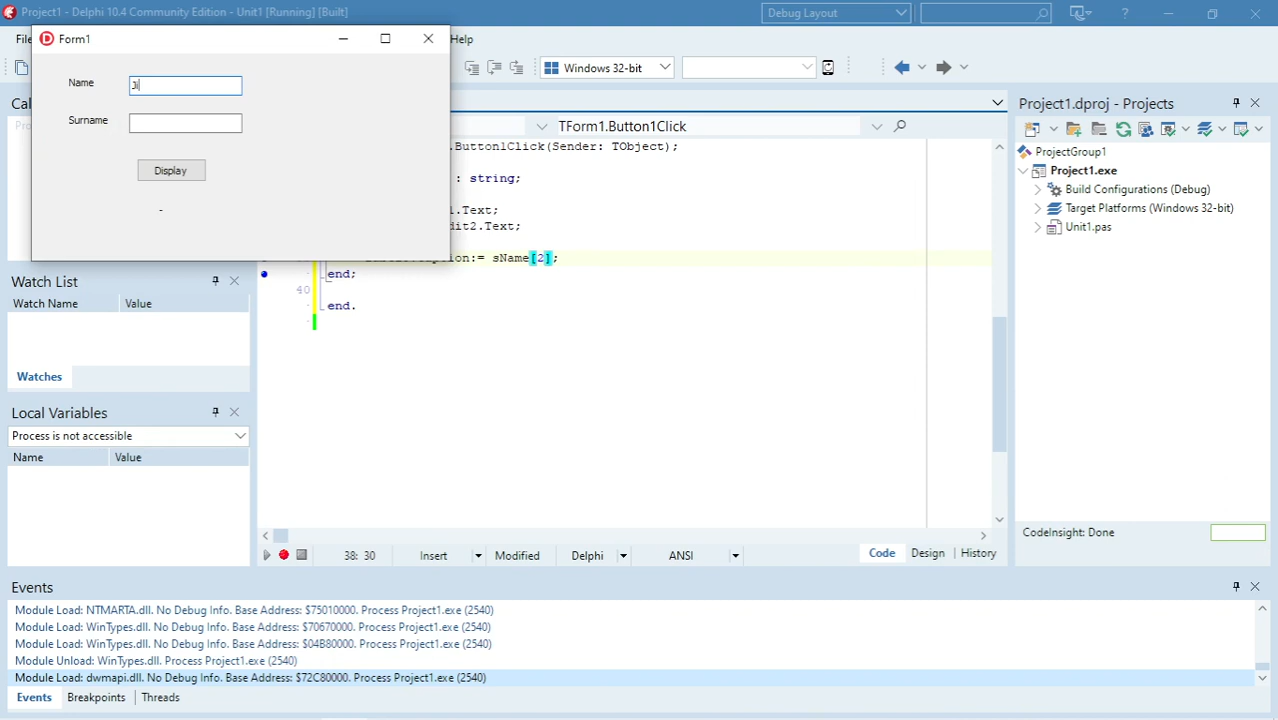 Project1 - Delphi 10.4 Community Edition - Unit1 [Running] [Built]
Debug Layout
Form1
Help
Windows 32-bit
Name
Ji
Surname
Display
-
TForm1.Button1Click
.Button1Click(Sender: TObject);
: string;
1.Text;
dit2.Text;
:= sName[2];
end;
40
end.
Project1.dproj - Projects
ProjectGroup1
Project1.exe
Build Configurations (Debug)
Target Platforms (Windows 32-bit)
Unit1.pas
Watch List
Watch Name Value
Watches
Local Variables
Process is not accessible
Name Value
CodeInsight: Done
38: 30 Insert Modified Delphi ANSI Code Design History
Events
Module Load: NTMARTA.dll. No Debug Info. Base Address: $75010000. Process Project1.exe (2540)
Module Load: WinTypes.dll. No Debug Info. Base Address: $70670000. Process Project1.exe (2540)
Module Load: WinTypes.dll. No Debug Info. Base Address: $04B80000. Process Project1.exe (2540)
Module Unload: WinTypes.dll. Process Project1.exe (2540)
Module Load: dwmapi.dll. No Debug Info. Base Address: $72C80000. Process Project1.exe (2540)
Events Breakpoints Threads